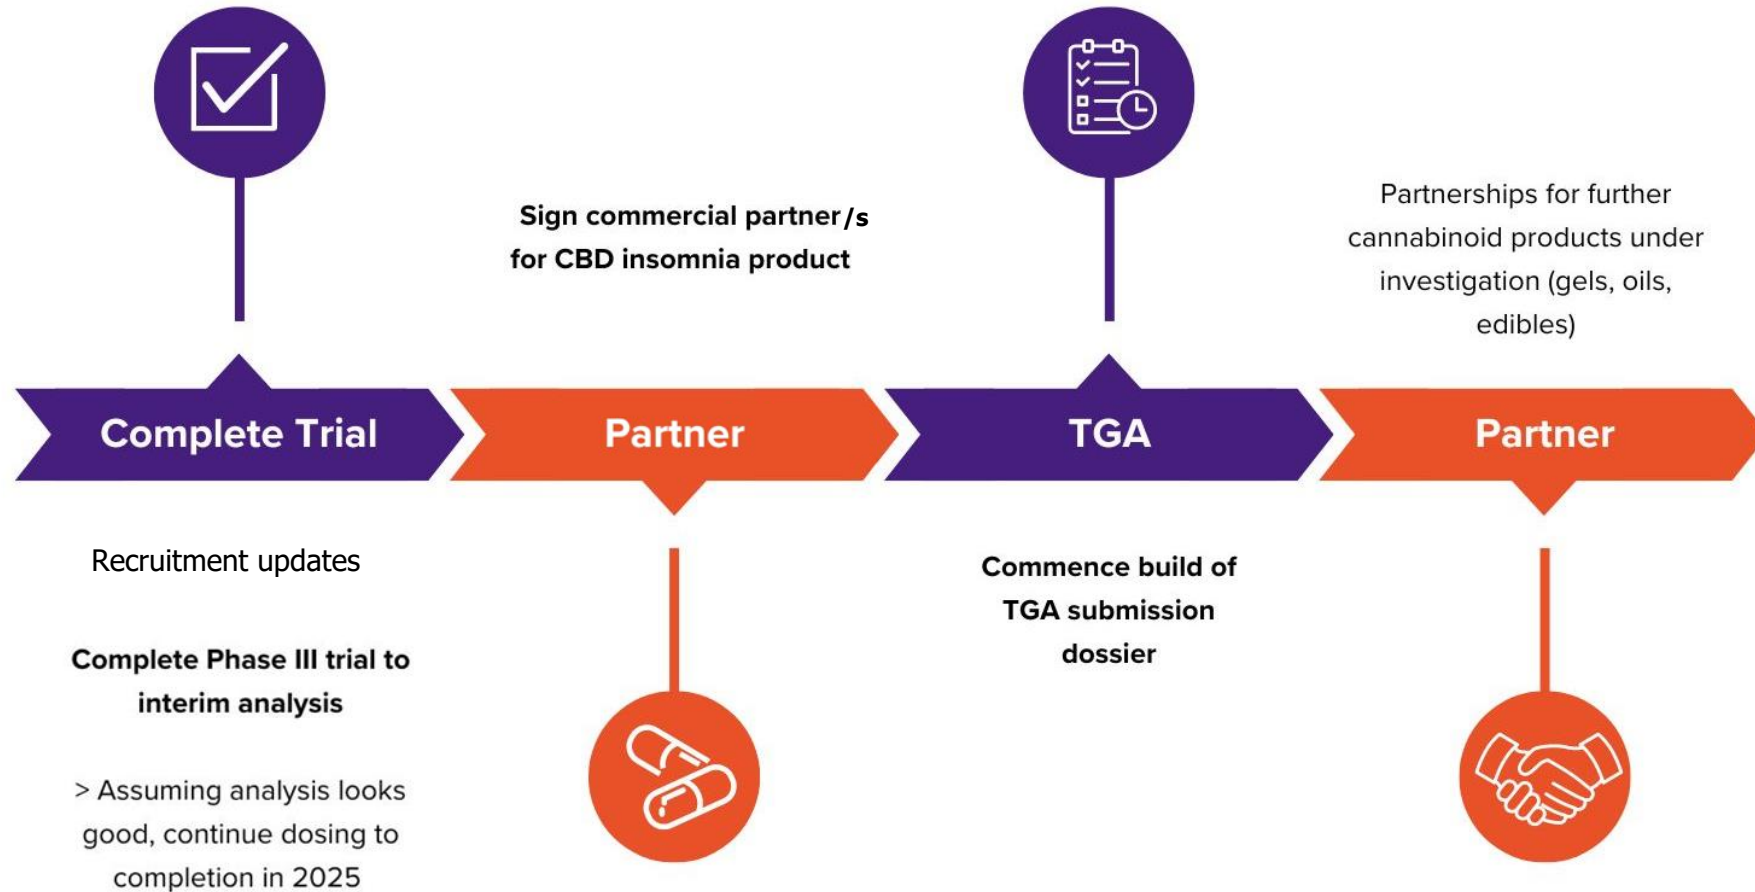 Sign commercial partner/s
for CBD insomnia product
Partnerships for further
cannabinoid products under
investigation (gels, oils,
edibles)
Complete Trial
Partner
TGA
Partner
Recruitment updates
Complete Phase III trial to
interim analysis
> Assuming analysis looks
good, continue dosing to
completion in 2025
Commence build of
TGA submission
dossier